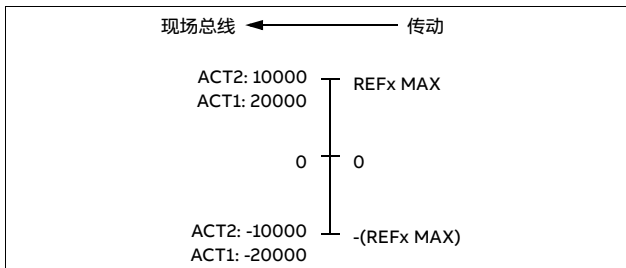 现场总线 传动
ACT2: 10000 REFx MAX
ACT1: 20000
0 0
ACT2: -10000 -(REFx MAX)
ACT1: -20000